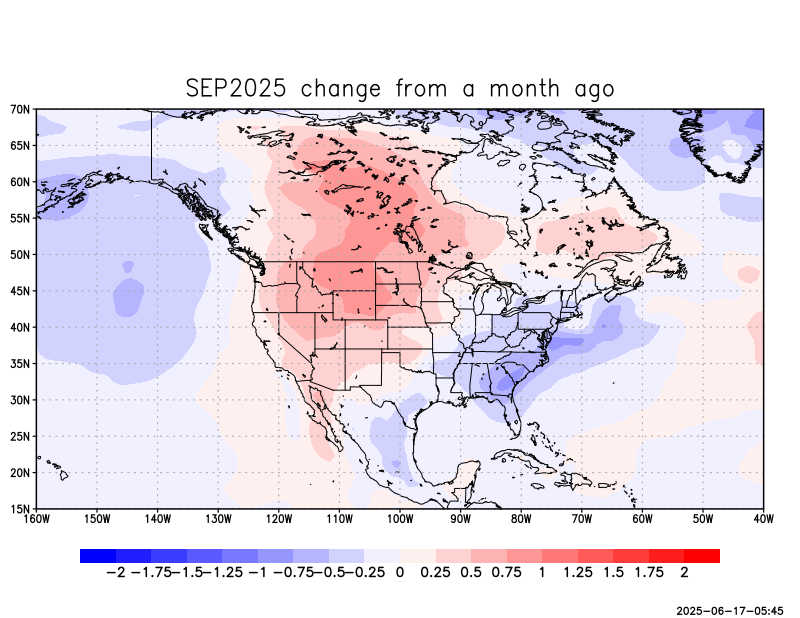 SEP2025 change from a month ago
70N
65N
60N
55N
50N
45N
40N
35N
30N
25N
20N
15N
160W 150W 140W 130W 120W 110W 100W 90W 80W 70W 60W 50W 40W
−2 −1.75 −1.5 −1.25 −1 −0.75 −0.5 −0.25 0 0.25 0.5 0.75 1 1.25 1.5 1.75 2
2025-06-17-05:45